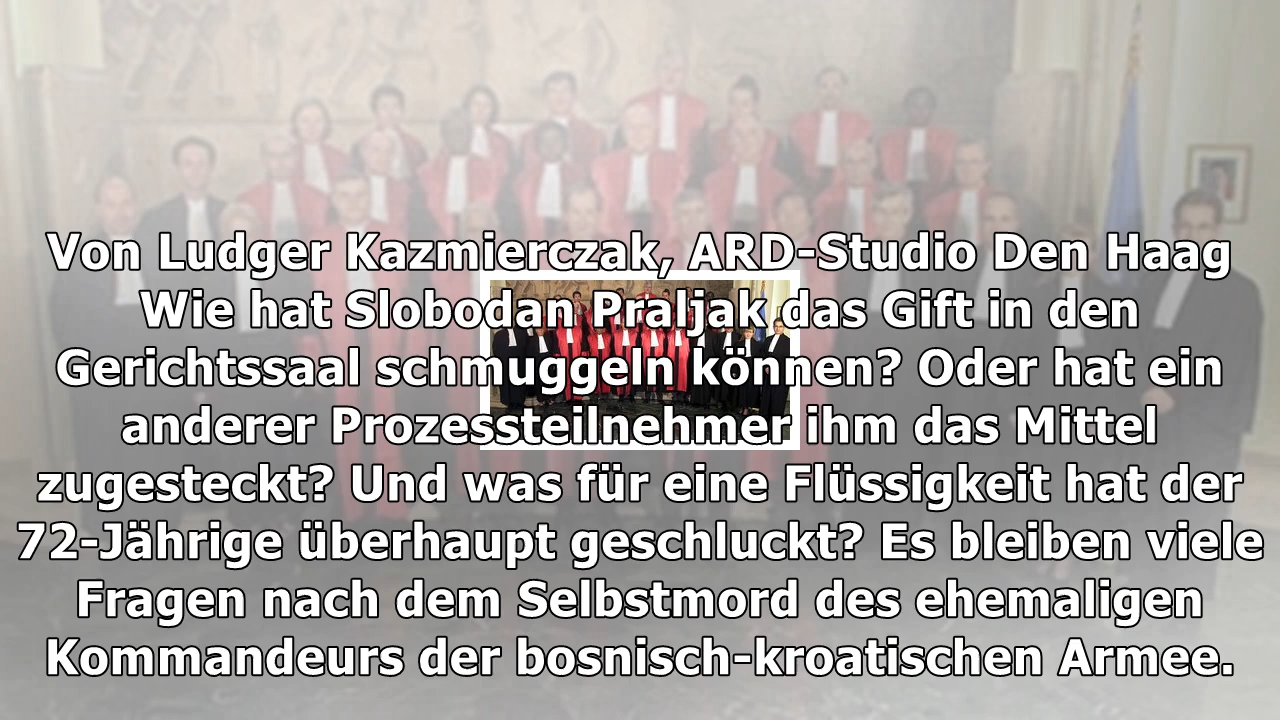 Von Ludger Kazmierczak, ARD-Studio Den Haag
Wie hat Slobodan Praljak das Gift in den
Gerichtssaal schmuggeln können? Oder hat ein
anderer Prozessteilnehmer ihm das Mittel
zugesteckt? Und was für eine Flüssigkeit hat der
72-Jährige überhaupt geschluckt? Es bleiben viele
Fragen nach dem Selbstmord des ehemaligen
Kommandeurs der bosnisch-kroatischen Armee.